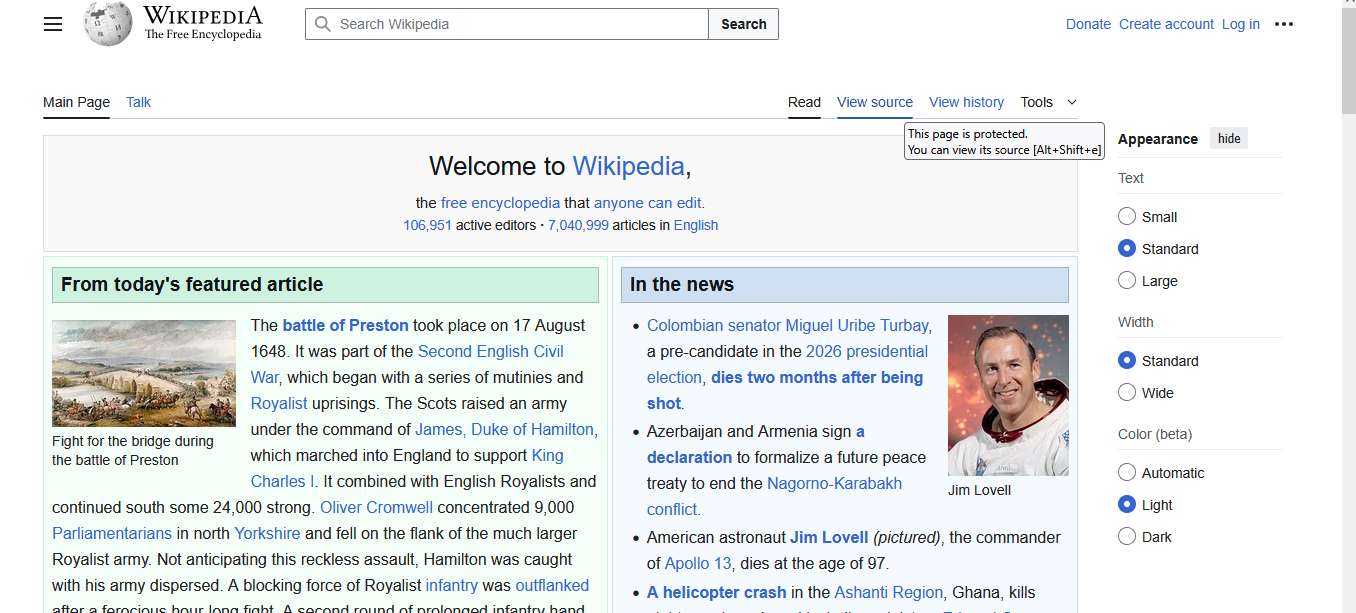 WIKIPEDIA
The Free Encyclopedia
Search Wikipedia
Search
Donate Create account Log in
Main Page Talk
Read View source View history Tools
This page is protected.
You can view its source [Alt+Shift+e]
Welcome to Wikipedia,
the free encyclopedia that anyone can edit.
106,951 active editors · 7,040,999 articles in English
From today's featured article
Fight for the bridge during
the battle of Preston
The battle of Preston took place on 17 August
1648. It was part of the Second English Civil
War, which began with a series of mutinies and
Royalist uprisings. The Scots raised an army
under the command of James, Duke of Hamilton,
which marched into England to support King
Charles I. It combined with English Royalists and
continued south some 24,000 strong. Oliver Cromwell concentrated 9,000
Parliamentarians in north Yorkshire and fell on the flank of the much larger
Royalist army. Not anticipating this reckless assault, Hamilton was caught
with his army dispersed. A blocking force of Royalist infantry was outflanked
after a ferocious hour long fight. A second round of prolonged infantry hand
In the news
• Colombian senator Miguel Uribe Turbay,
a pre-candidate in the 2026 presidential
election, dies two months after being
shot.
• Azerbaijan and Armenia sign a
declaration to formalize a future peace
treaty to end the Nagorno-Karabakh
conflict.
• American astronaut Jim Lovell (pictured), the commander
of Apollo 13, dies at the age of 97.
• A helicopter crash in the Ashanti Region, Ghana, kills
Jim Lovell
Appearance hide
Text
Small
Standard
Large
Width
Standard
Wide
Color (beta)
Automatic
Light
Dark